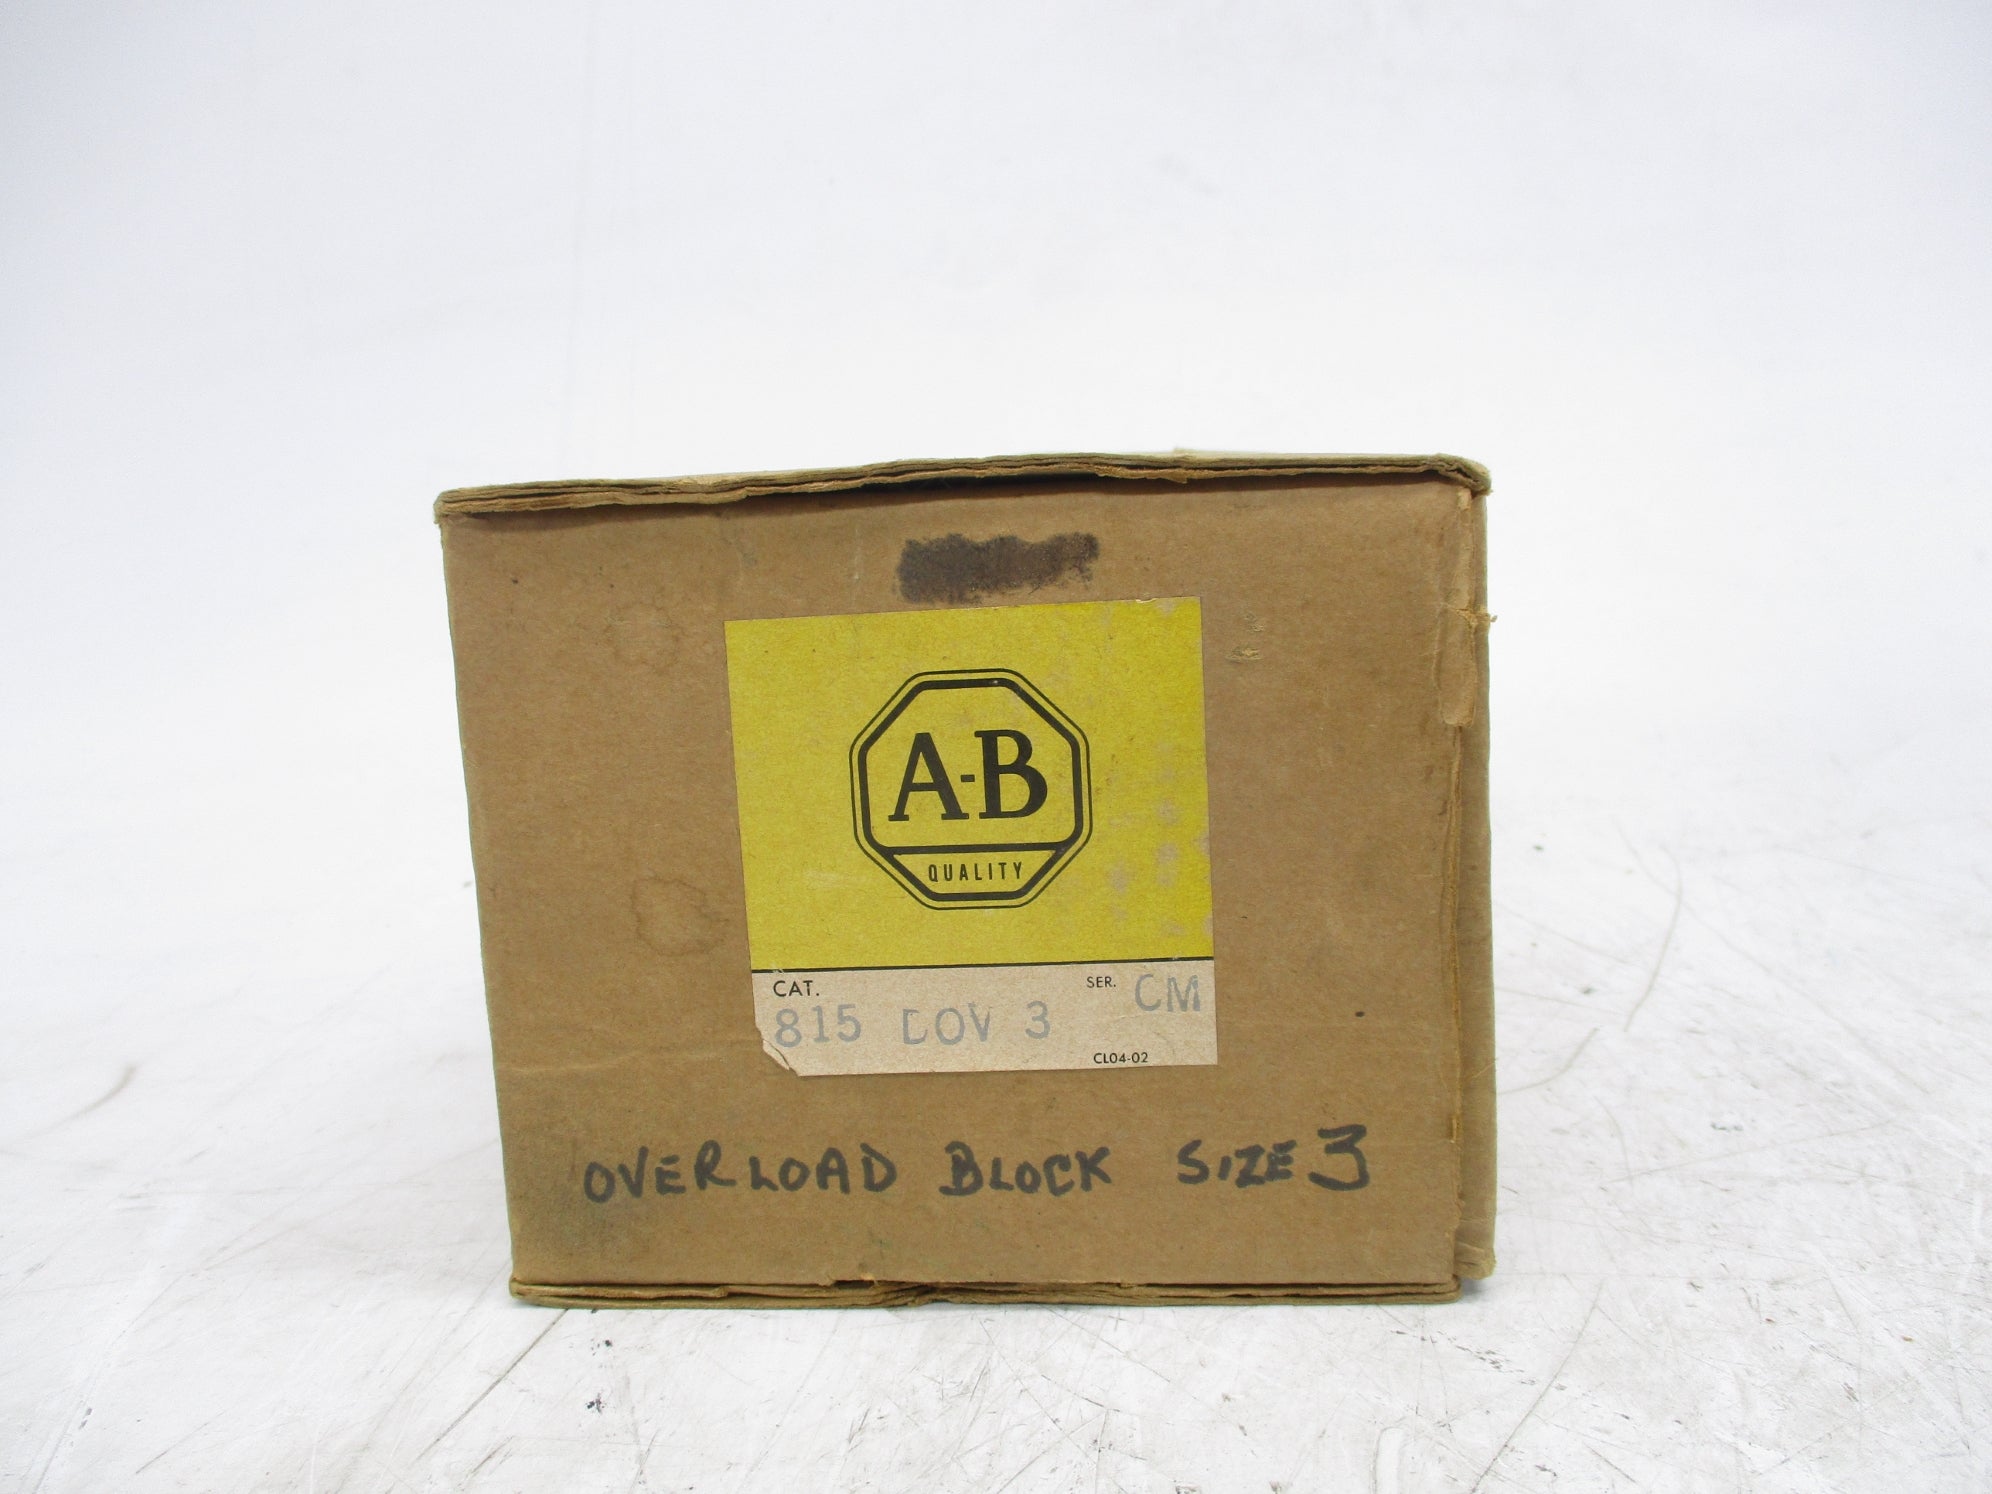 A-B
QUALITY
CAT.
SER. CM
815 DOV 3
CL04-02
OVERLOAD BLOCK SIZE 3